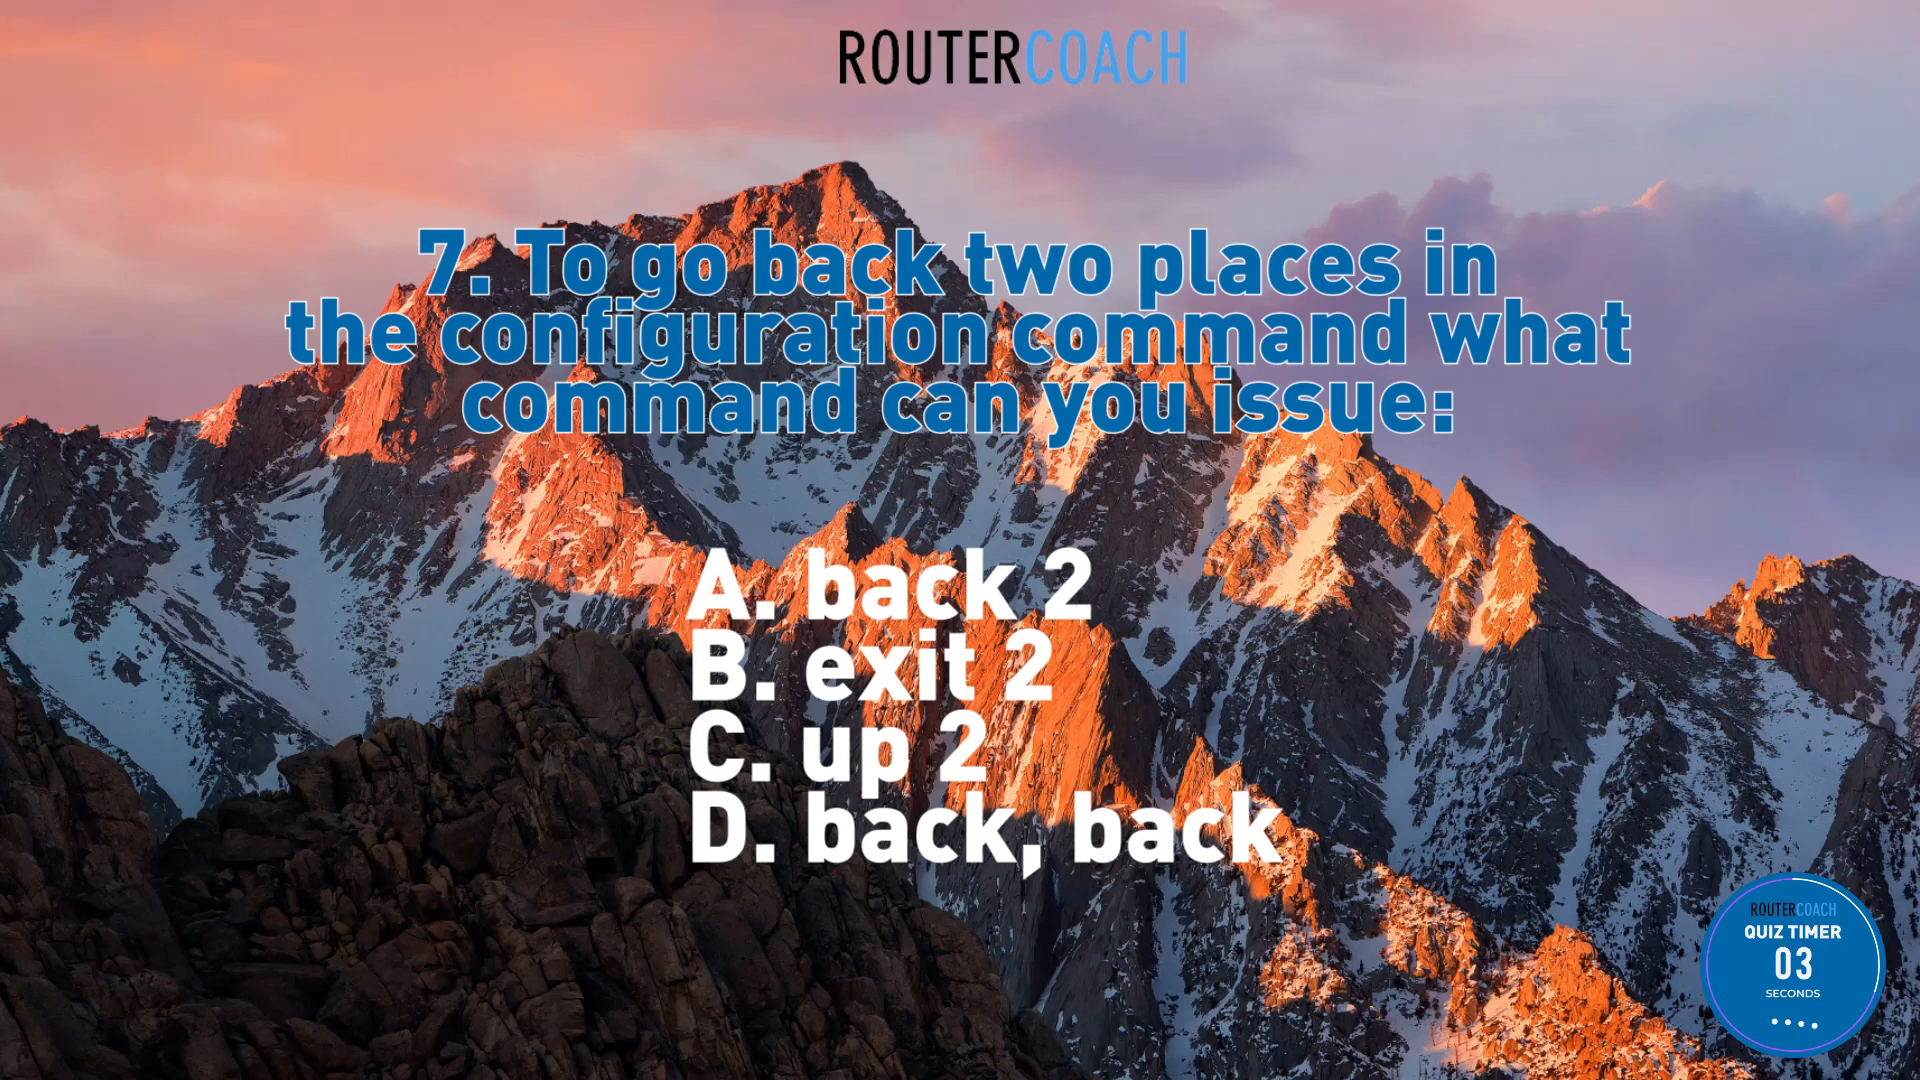 ROUTERCOACH
7. To go back two places in
the configuration command what
command can you issue:
A. back 2
B. exit 2
C. up 2
D. back, back
ROUTERCOACH
QUIZ TIMER
03
SECONDS